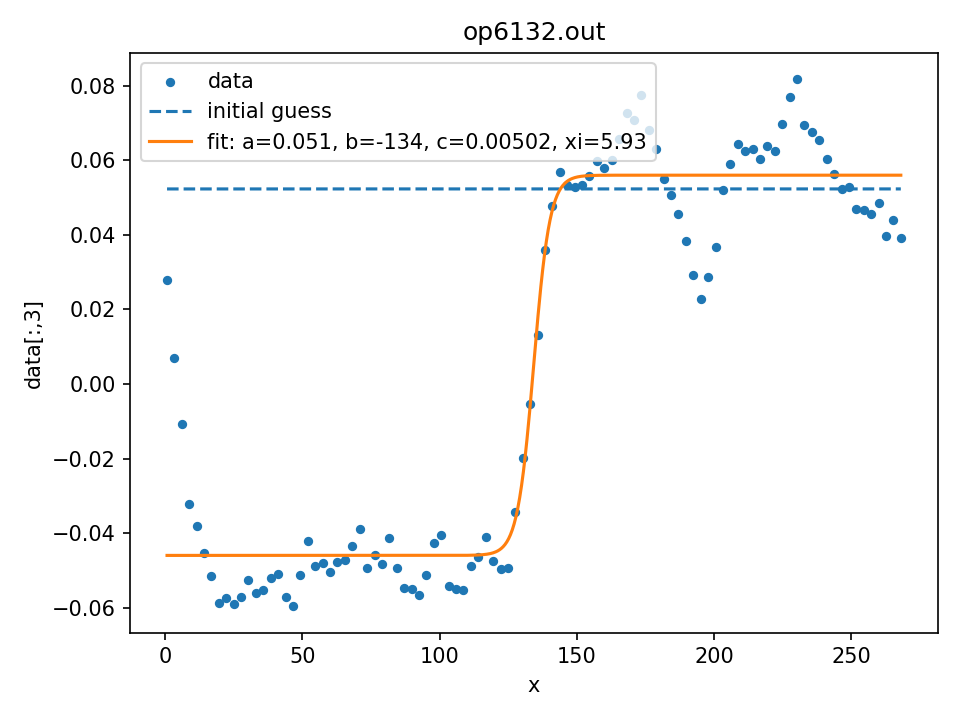 op6132.out
data
initial guess
fit: a=0.051, b=-134, c=0.00502, xi=5.93
0.08
0.06
0.04
0.02
0.00
−0.02
−0.04
−0.06
data[:,3]
0 50 100 150 200 250
x